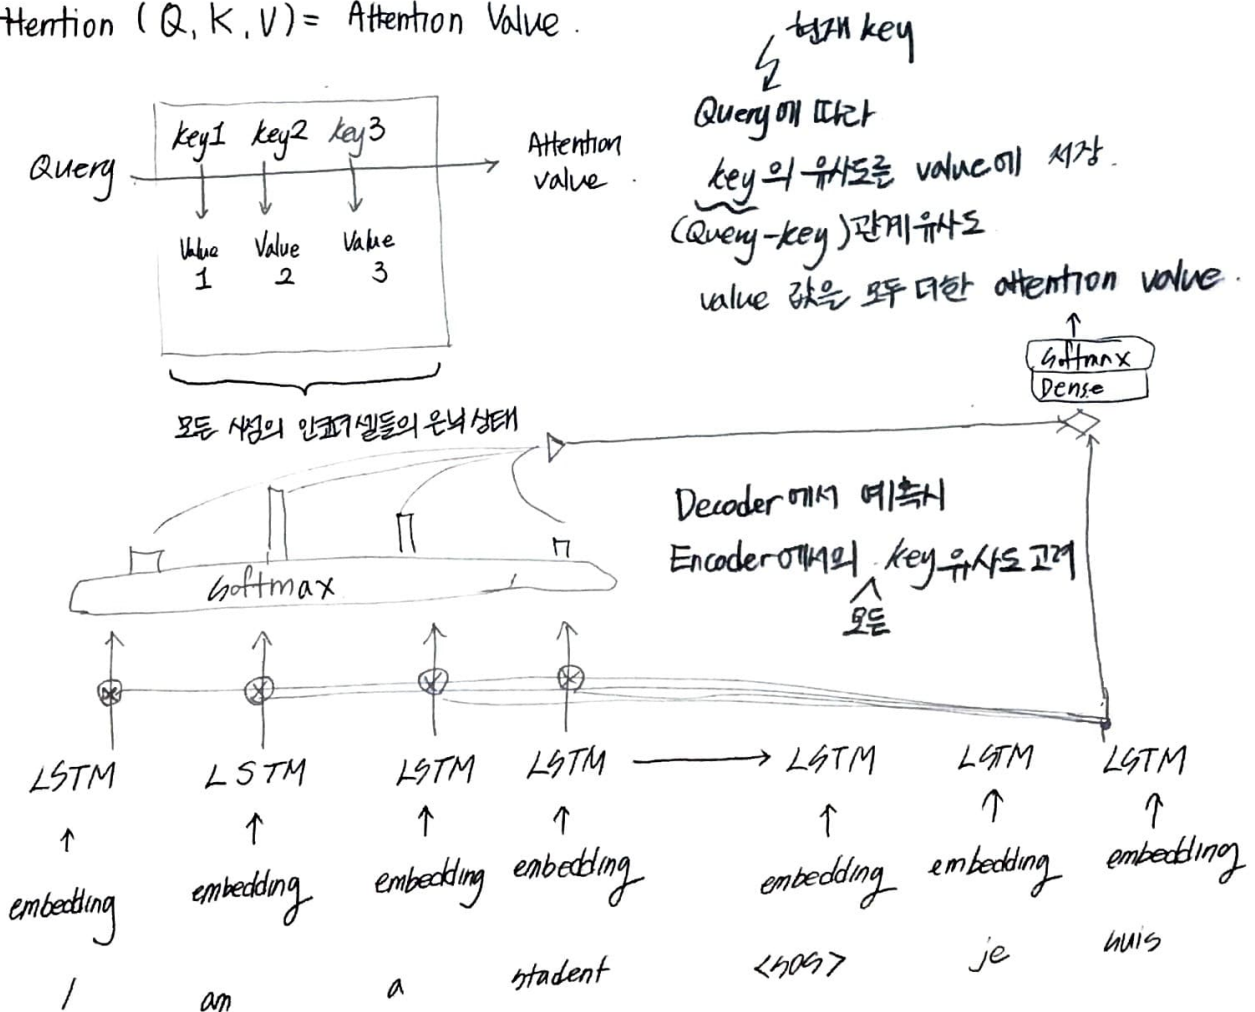 ttention (Q, K, V) = Attention Value.
현재 key
Query에 따라
key의 유사도를 value에 저장.
(Query-key) 관계유사도
value 값을 모두 더한 attention value.
Query
key1 key2 key3
Value 1
Value 2
Value 3
Attention value.
모든 시점의 인코더 셀들의 은닉 상태
Softmax
Dense
Decoder에서 예측시
Encoder에서의 모든 key유사도 고려
Softmax
LSTM LSTM LSTM LSTM LSTM LSTM LSTM
embedding embedding embedding embedding embedding embedding embedding
I am a student <sos> je suis